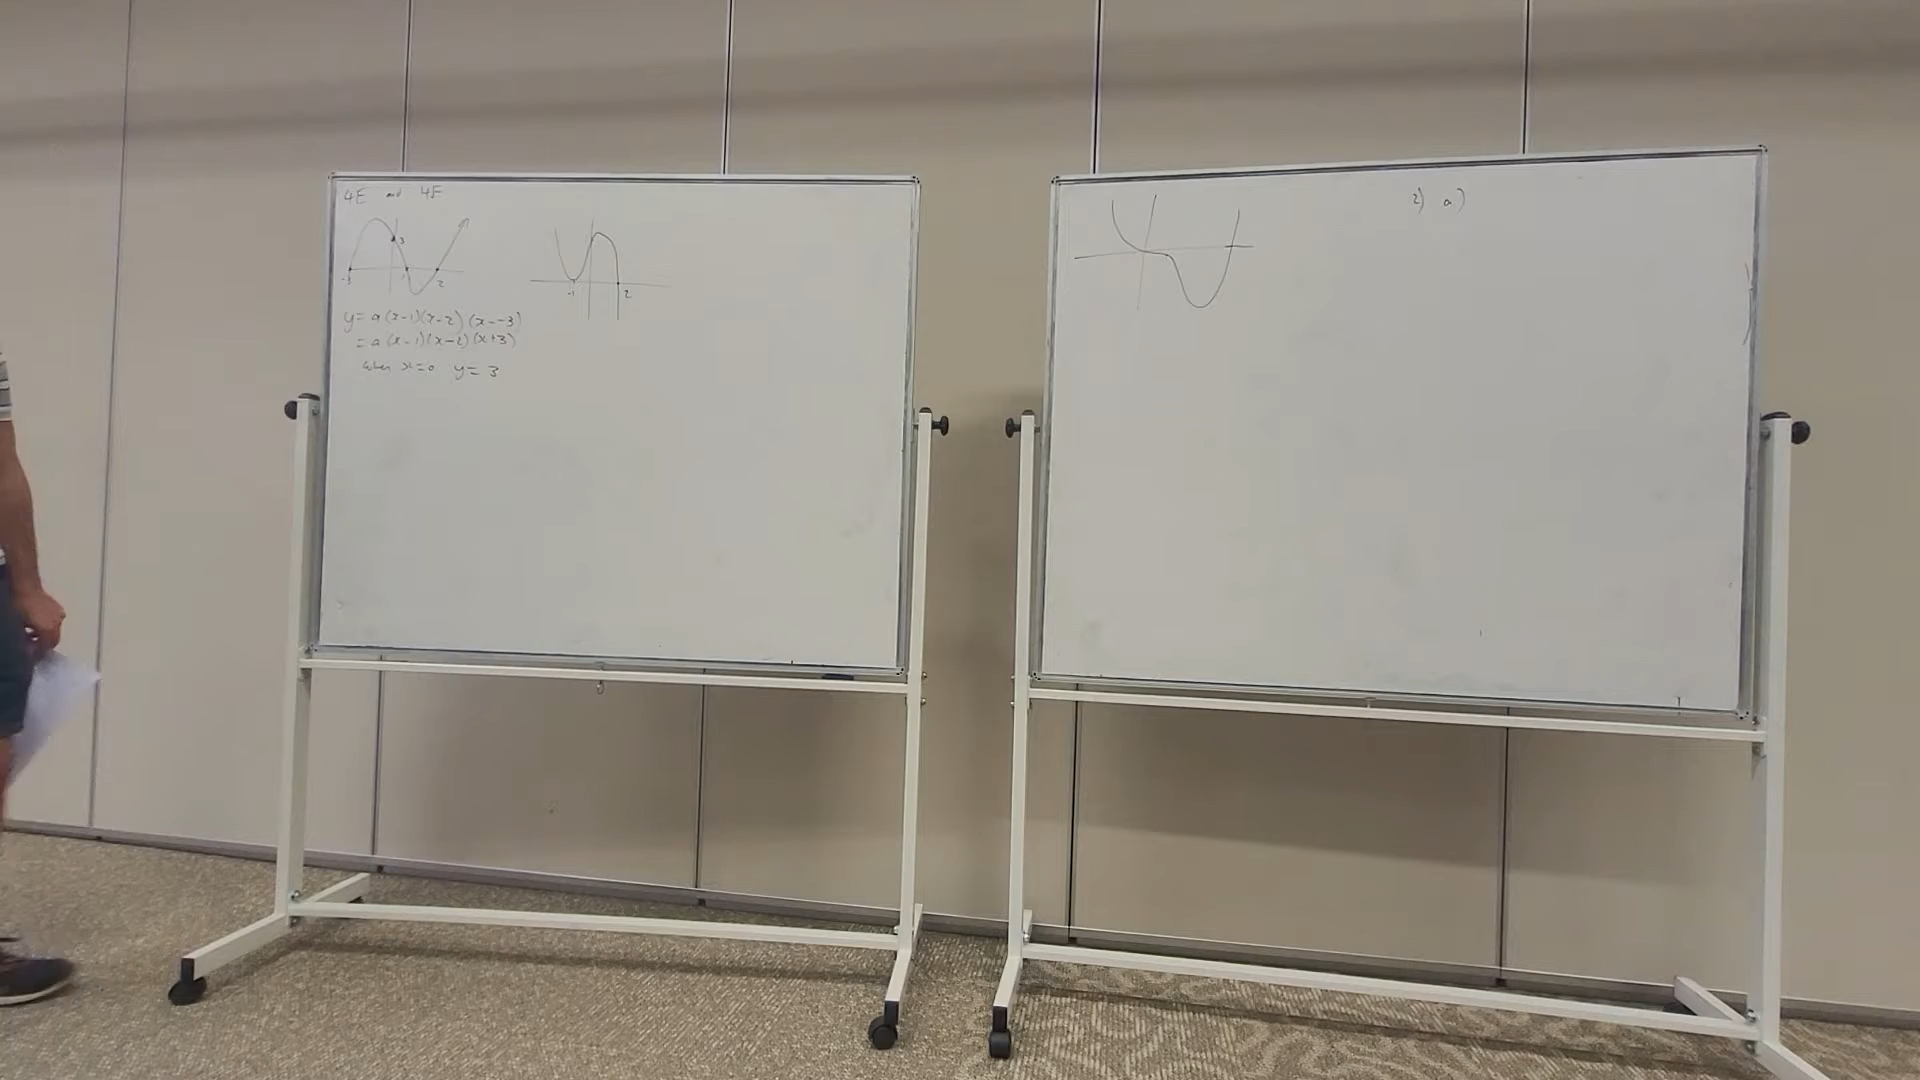 4E and 4F
3
-3 1 2
-1 2
y = a(x-1)(x-2)(x--3)
= a(x-1)(x-2)(x+3)
when x=0 y= 3
2) a)